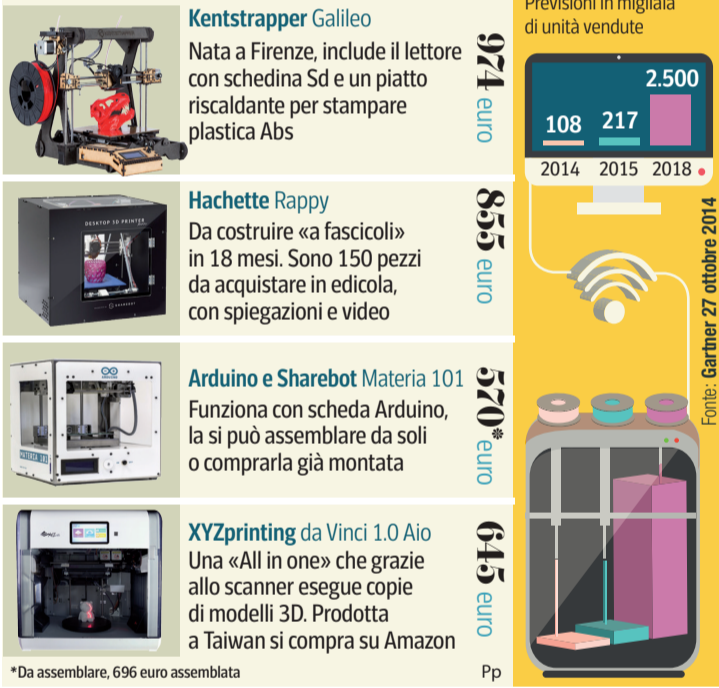 Kentstrapper Galileo
Nata a Firenze, include il lettore
con schedina Sd e un piatto
riscaldante per stampare
plastica Abs
974 euro
DESKTOP 3D PRINTER
SHAREBOT
Hachette Rappy
Da costruire «a fascicoli»
in 18 mesi. Sono 150 pezzi
da acquistare in edicola,
con spiegazioni e video
855 euro
MATERIA 101
Arduino e Sharebot Materia 101
Funziona con scheda Arduino,
la si può assemblare da soli
o comprarla già montata
570* euro
XYZprinting da Vinci 1.0 Aio
Una «All in one» che grazie
allo scanner esegue copie
di modelli 3D. Prodotta
a Taiwan si compra su Amazon
645 euro
*Da assemblare, 696 euro assemblata
Pp
Previsioni in migliaia
di unità vendute
2.500
108
217
2014
2015
2018
Fonte: Gartner 27 ottobre 2014